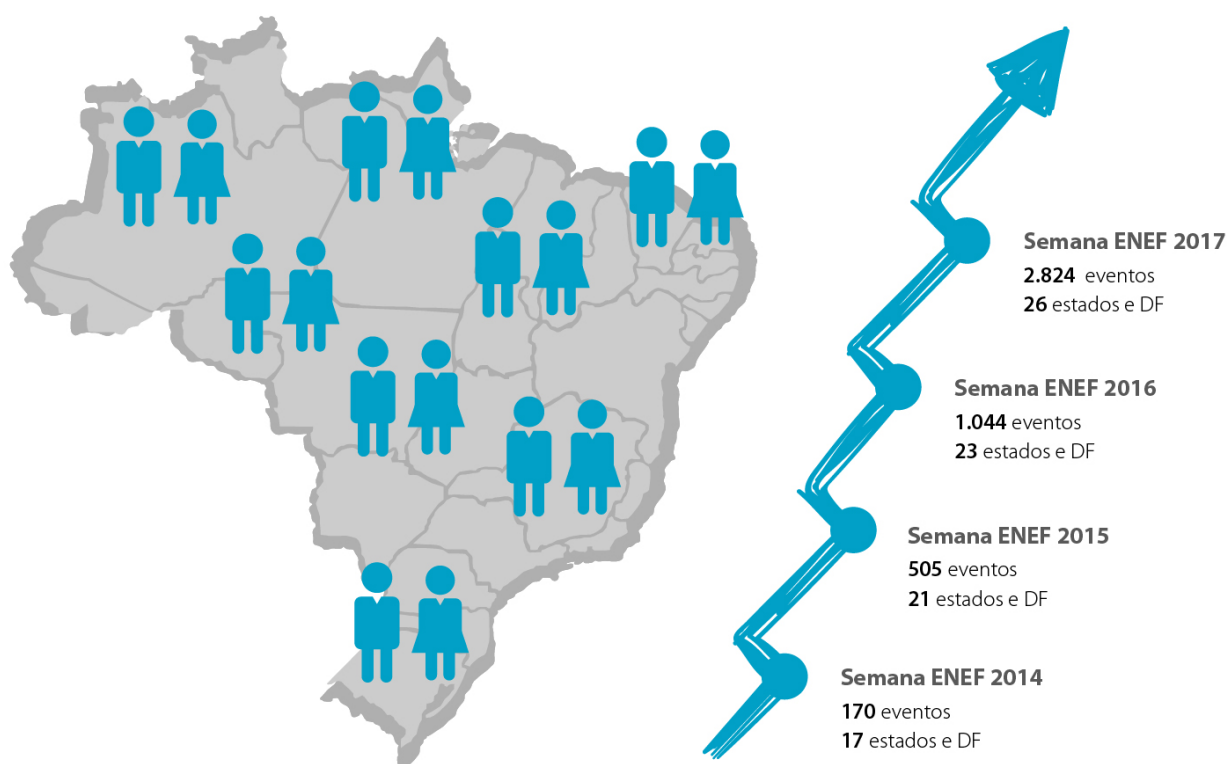 Semana ENEF 2017
2.824 eventos
26 estados e DF
Semana ENEF 2016
1.044 eventos
23 estados e DF
Semana ENEF 2015
505 eventos
21 estados e DF
Semana ENEF 2014
170 eventos
17 estados e DF